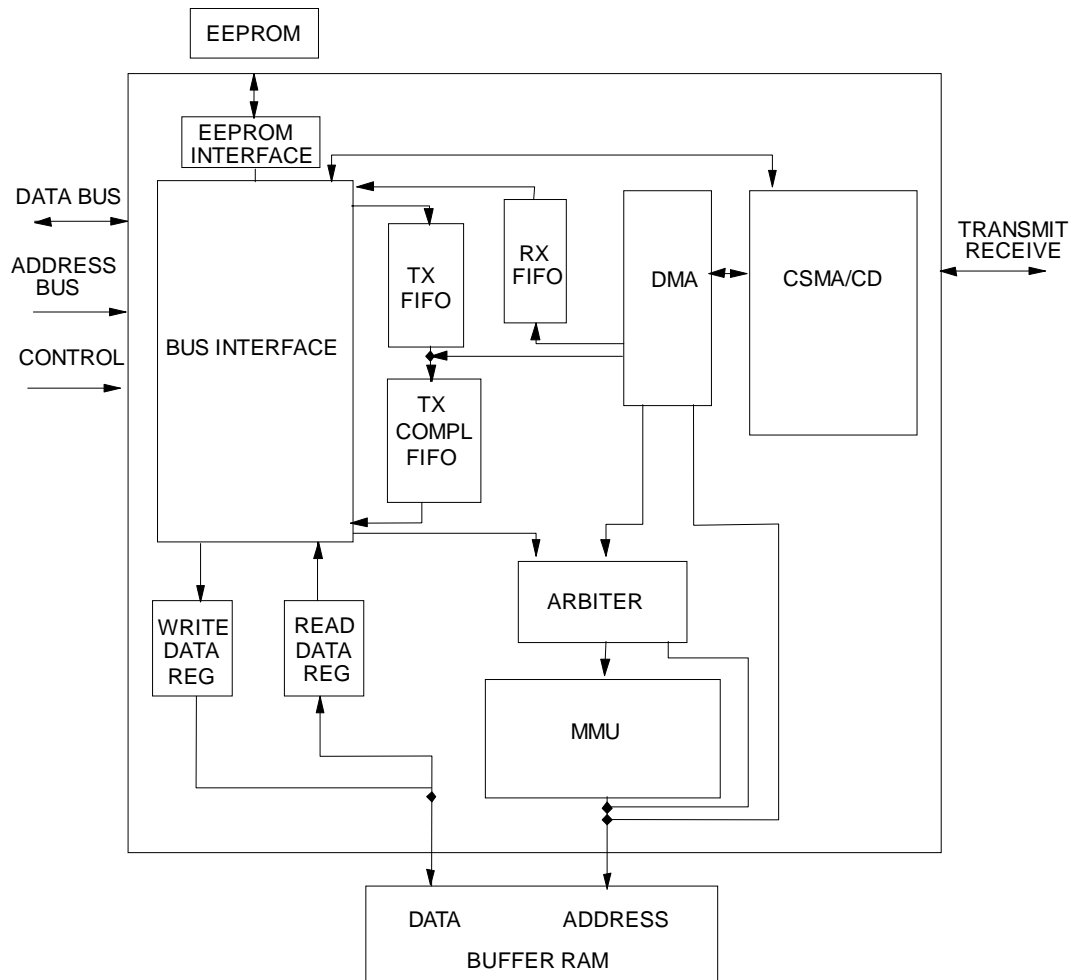 EEPROM
EEPROM
INTERFACE
DATA BUS
ADDRESS
BUS
CONTROL
BUS INTERFACE
TX
FIFO
RX
FIFO
DMA
CSMA/CD
TRANSMIT
RECEIVE
TX
COMPL
FIFO
ARBITER
WRITE
DATA
REG
READ
DATA
REG
MMU
DATA
ADDRESS
BUFFER RAM